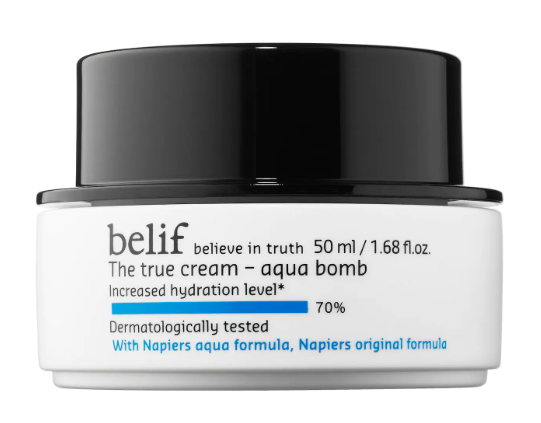 belif believe in truth 50 ml / 1.68 fl.oz.
The true cream – aqua bomb
Increased hydration level*
70%
Dermatologically tested
With Napiers aqua formula, Napiers original formula